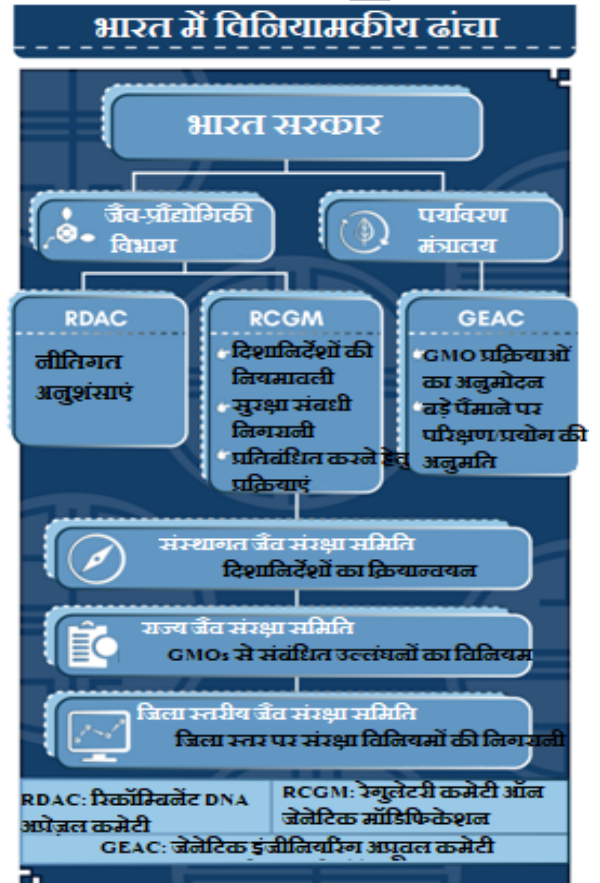 भारत में विनियामकीय ढांचा
भारत सरकार
जैव-प्रौद्योगिकी
विभाग
पर्यावरण
मंत्रालय
RDAC
नीतिगत
अनुशंसाएं
RCGM
दिशानिर्देशों की
नियमावली
सुरक्षा संबधी
निगरानी
प्रतिबंधित करने हेतु
प्रक्रियाएं
GEAC
GMO प्रक्रियाओं
का अनुमोदन
बड़े पैमाने पर
परिक्षण/प्रयोग की
अनुमति
संस्थागत जैव संरक्षा समिति
दिशानिर्देशों का क्रियान्वयन
राज्य जैव संरक्षा समिति
GMOs से संबंधित उल्लंघनों का विनियम
जिला स्तरीय जैव संरक्षा समिति
जिला स्तर पर संरक्षा विनियमों की निगरानी
RDAC: रिकॉम्बिनेंट DNA
अप्रेज़ल कमेटी
RCGM: रेगुलेटरी कमेटी ऑन
जेनेटिक मॉडिफिकेशन
GEAC: जेनेटिक इंजीनियरिंग अप्रूवल कमेटी